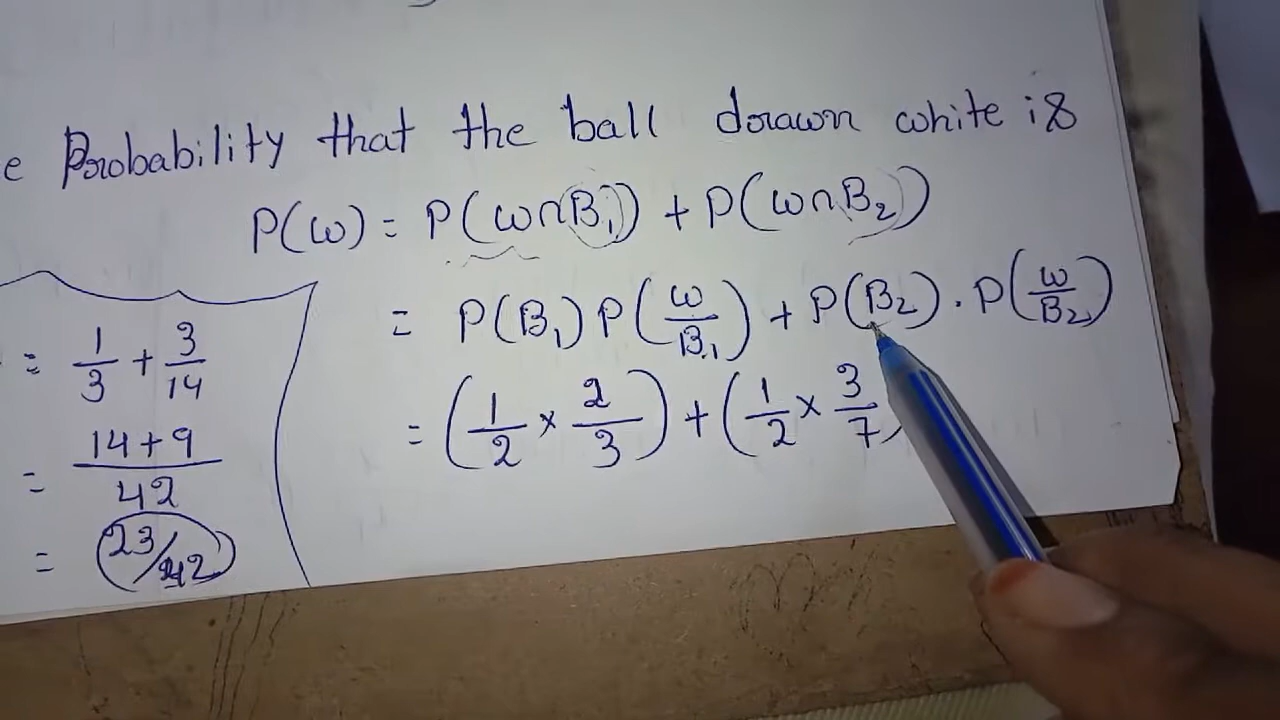 e Probability that the ball drawn white is
P(W) = P(W∩B₁) + P(W∩B₂)
= P(B₁) P(W/B₁) + P(B₂) . P(W/B₂)
= (1/2 × 2/3) + (1/2 × 3/7)
= 1/3 + 3/14
= 14+9/42
= 23/42